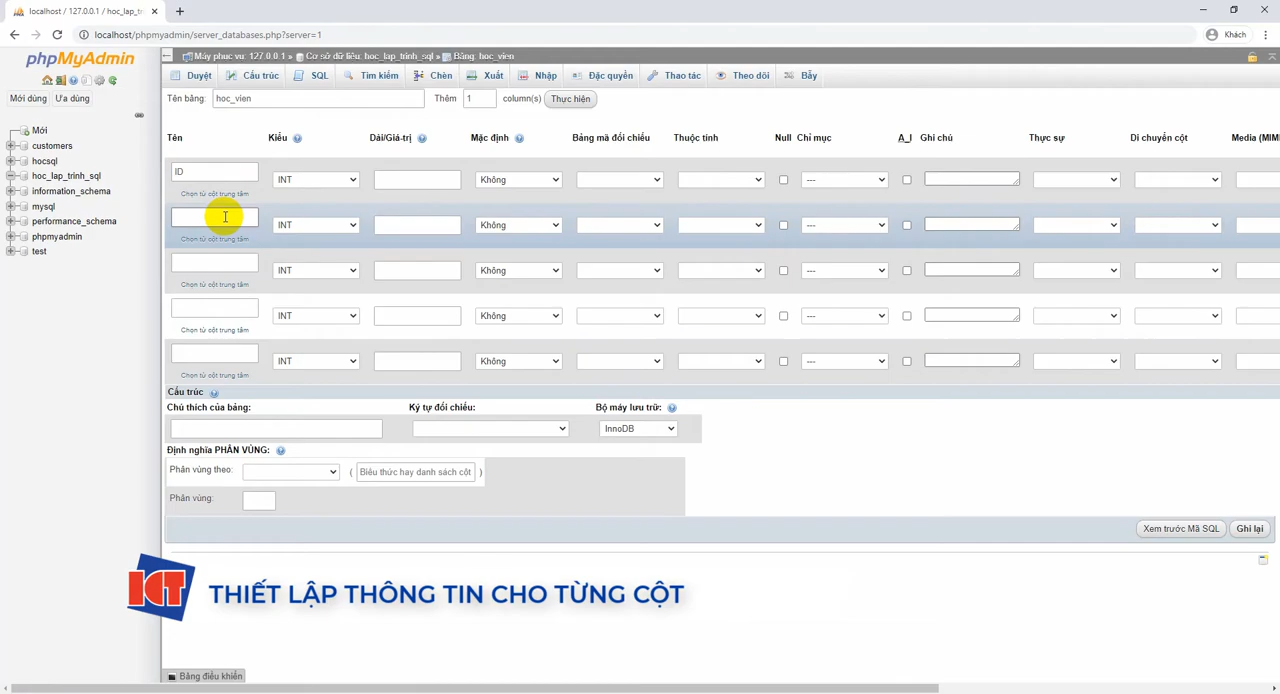 localhost / 127.0.0.1 / hoc_lap_t
localhost/phpmyadmin/server_databases.php?server=1
Khách
phpMyAdmin
Mới dùng Ưa dùng
Mới
customers
hocsql
hoc_lap_trinh_sql
information_schema
mysql
performance_schema
phpmyadmin
test
Máy phục vụ: 127.0.0.1 » Cơ sở dữ liệu: hoc_lap_trinh_sql » Bảng: hoc_vien
Duyệt Cấu trúc SQL Tìm kiếm Chèn Xuất Nhập Đặc quyền Thao tác Theo dõi Bẫy
Tên bảng: hoc_vien Thêm 1 column(s) Thực hiện
Tên Kiểu Dài/Giá-trị Mặc định Bảng mã đối chiếu Thuộc tính Null Chỉ mục A_I Ghi chú Thực sự Di chuyển cột Media (MIM
ID INT Không ---
Chọn từ cột trung tâm
INT Không ---
Chọn từ cột trung tâm
INT Không ---
Chọn từ cột trung tâm
INT Không ---
Chọn từ cột trung tâm
INT Không ---
Chọn từ cột trung tâm
Cấu trúc
Chú thích của bảng: Ký tự đối chiếu: Bộ máy lưu trữ:
InnoDB
Định nghĩa PHÂN VÙNG:
Phân vùng theo: ( Biểu thức hay danh sách cột )
Phân vùng:
Xem trước Mã SQL Ghi lại
ICT THIẾT LẬP THÔNG TIN CHO TỪNG CỘT
Bảng điều khiển